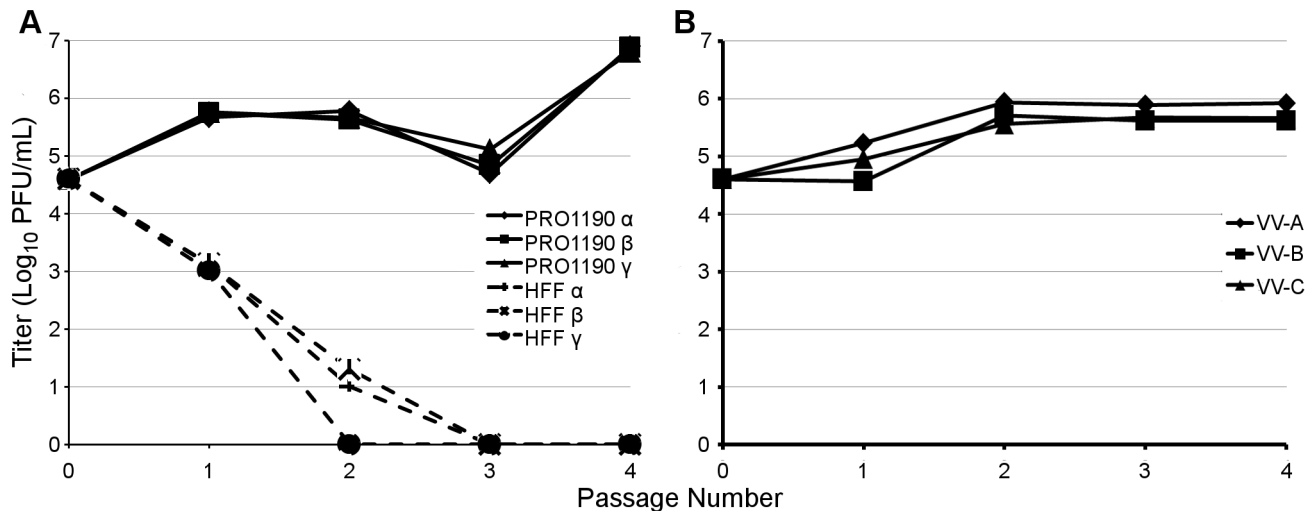 A
7
6
5
4
3
2
1
0
0 1 2 3 4
Titer (Log10 PFU/mL)
PRO1190 α
PRO1190 β
PRO1190 γ
HFF α
HFF β
HFF γ
B
7
6
5
4
3
2
1
0
0 1 2 3 4
VV-A
VV-B
VV-C
Passage Number